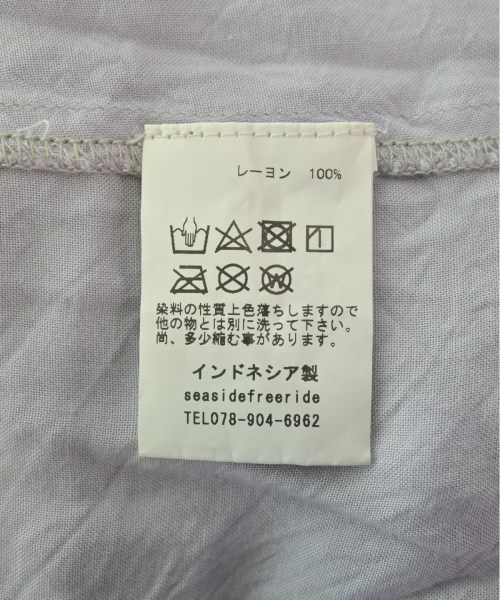 レーヨン 100%
染料の性質上色落ちしますので
他の物とは別に洗って下さい。
尚、多少縮む事があります。
インドネシア製
seasidefreeride
TEL078-904-6962